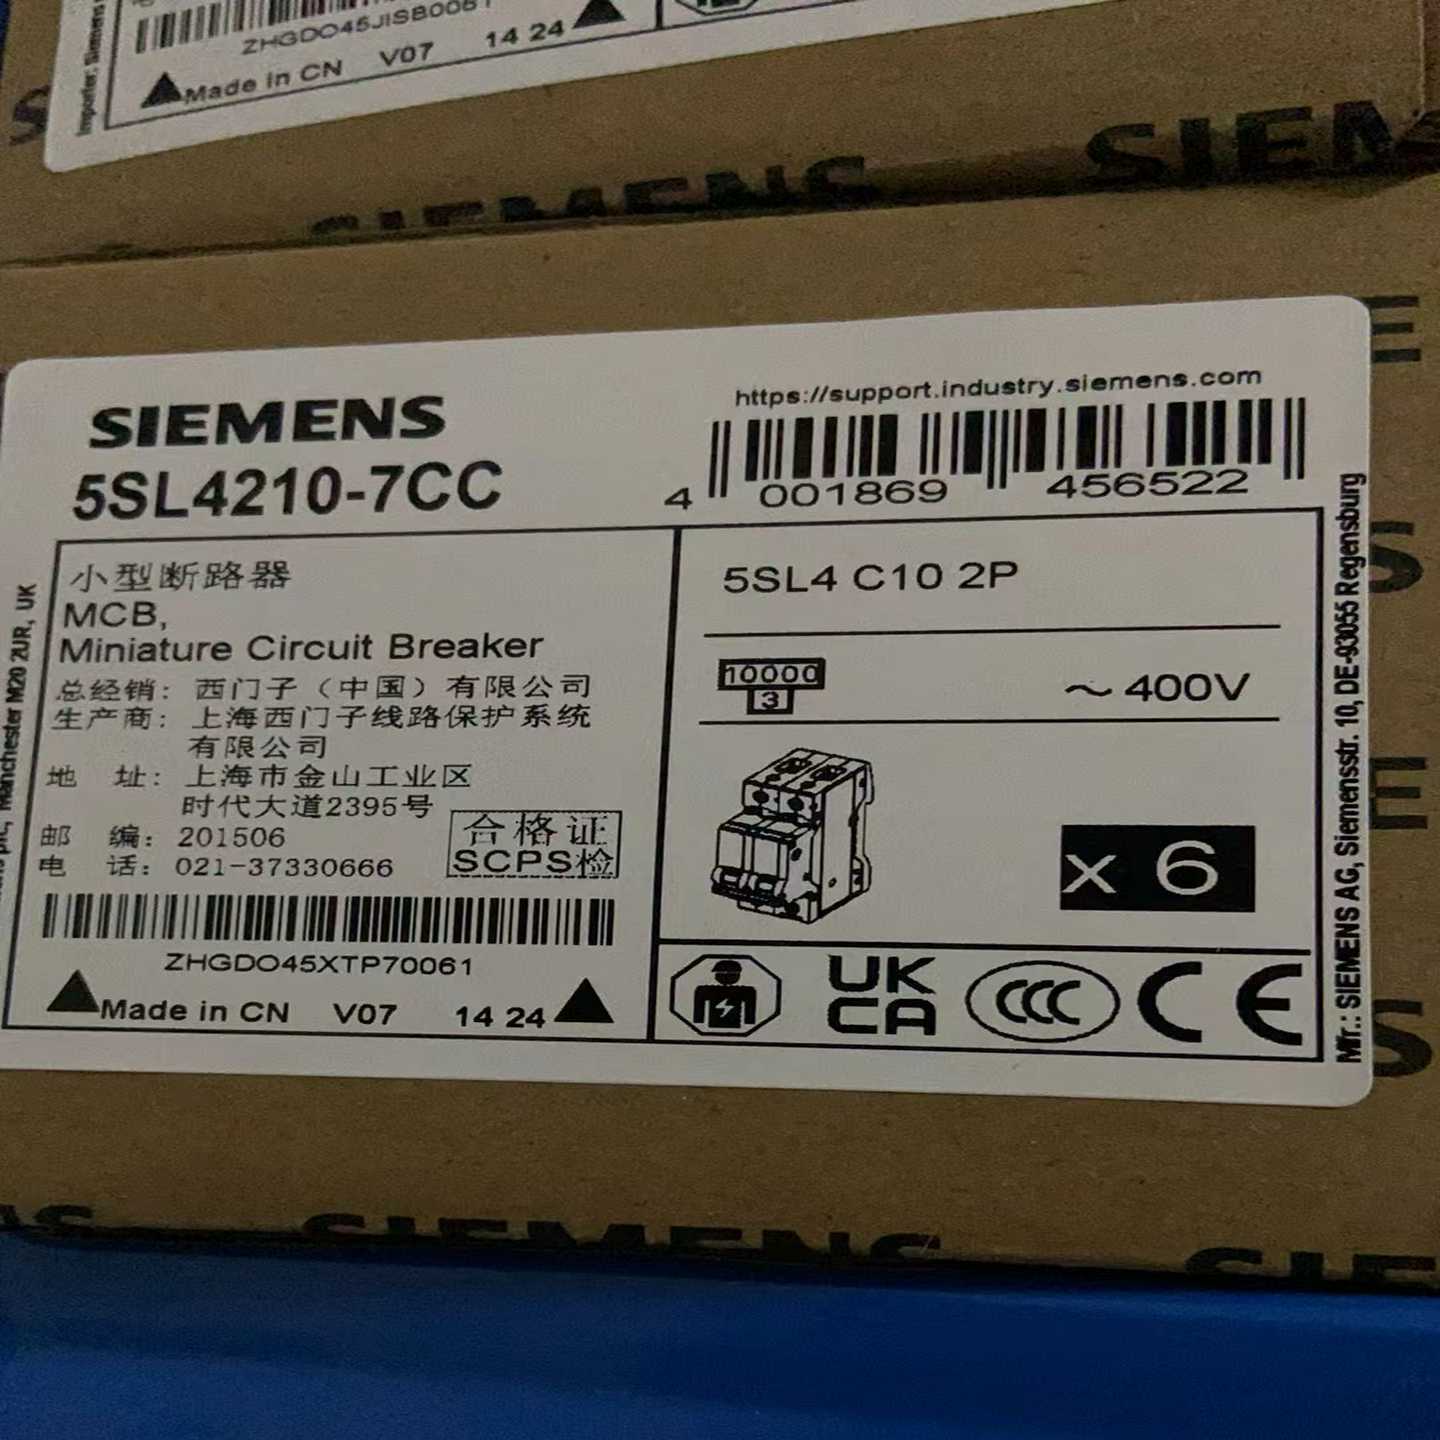 ZHGDO45JISB0061
Made in CN V07 14 24
Importer: Siemens
SIEMENS
SIEMENS
SIEMENS
5SL4210-7CC
https://support.industry.siemens.com
4 001869 456522
小型断路器
MCB,
Miniature Circuit Breaker
总经销: 西门子（中国）有限公司
生产商: 上海西门子线路保护系统
有限公司
地 址: 上海市金山工业区
时代大道2395号
邮 编: 201506
电 话: 021-37330666
合格证
SCPS检
ZHGDO45XTP70061
Made in CN V07 14 24
5SL4 C10 2P
10000
3
~ 400V
x 6
UK
CA
CCC
CE
Mfr.: SIEMENS AG, Siemensstr. 10, DE-93055 Regensburg
plc, Manchester M20 2UR, UK
SIEMENS